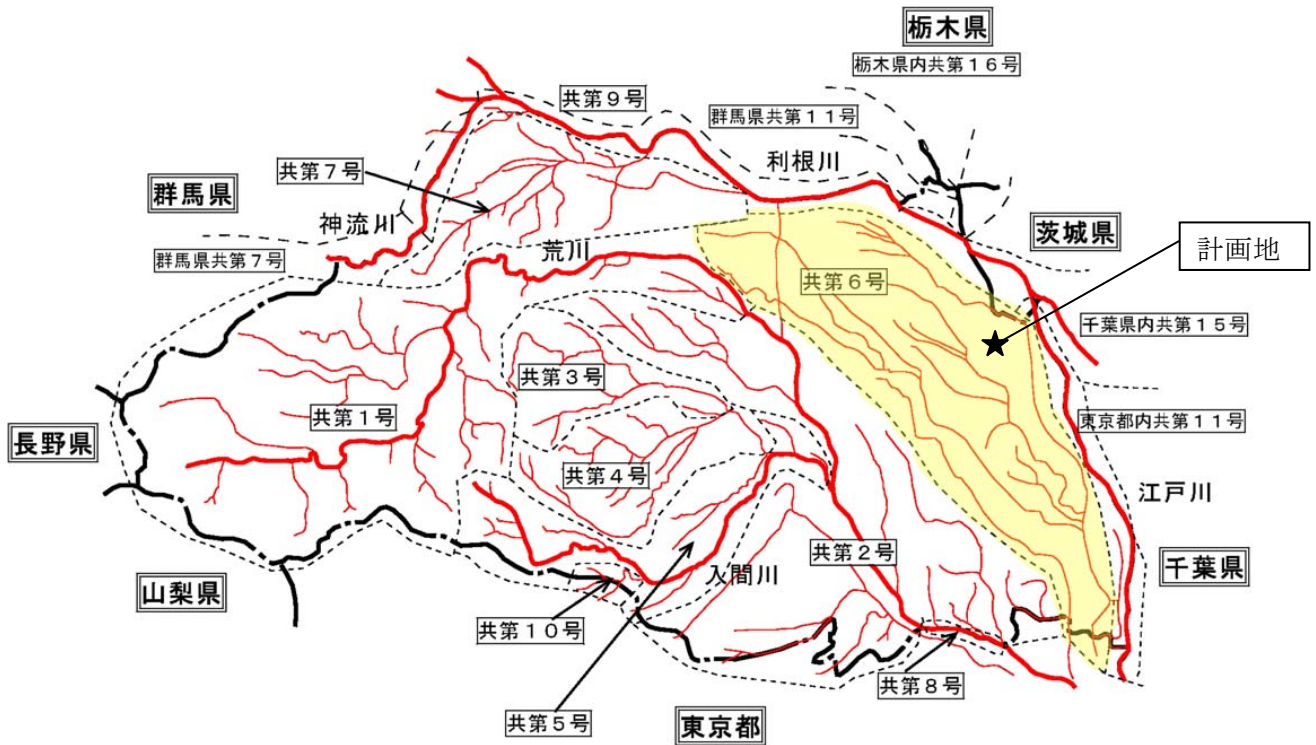 栃木県
栃木県内共第１６号
共第９号
群馬県共第１１号
利根川
共第７号
群馬県
神流川
荒川
茨城県
計画地
群馬県共第７号
共第６号
千葉県内共第１５号
共第３号
共第１号
東京都内共第１１号
長野県
共第４号
江戸川
共第２号
千葉県
入間川
山梨県
共第１０号
共第８号
共第５号
東京都